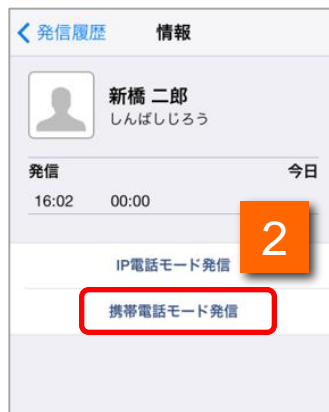 発信履歴 情報
新橋 二郎
しんばしじろう
発信 今日
16:02 00:00
2
IP電話モード発信
携帯電話モード発信